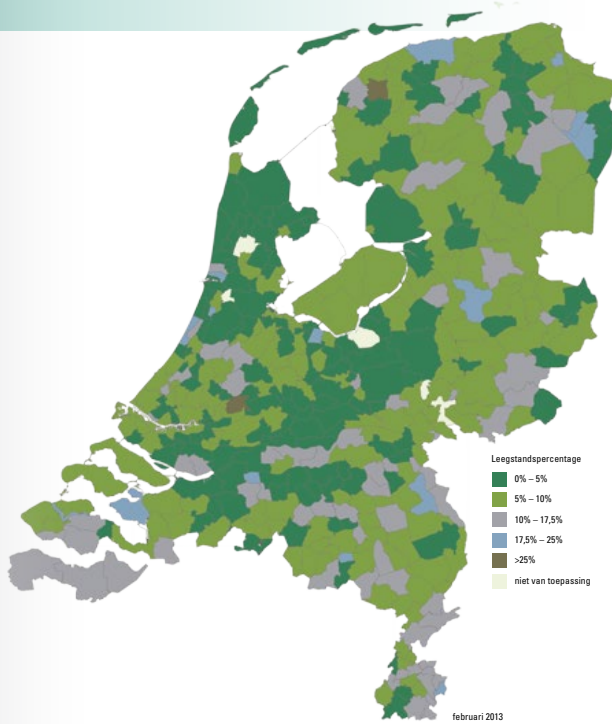 Leegstandspercentage
0% – 5%
5% – 10%
10% – 17,5%
17,5% – 25%
>25%
niet van toepassing
februari 2013